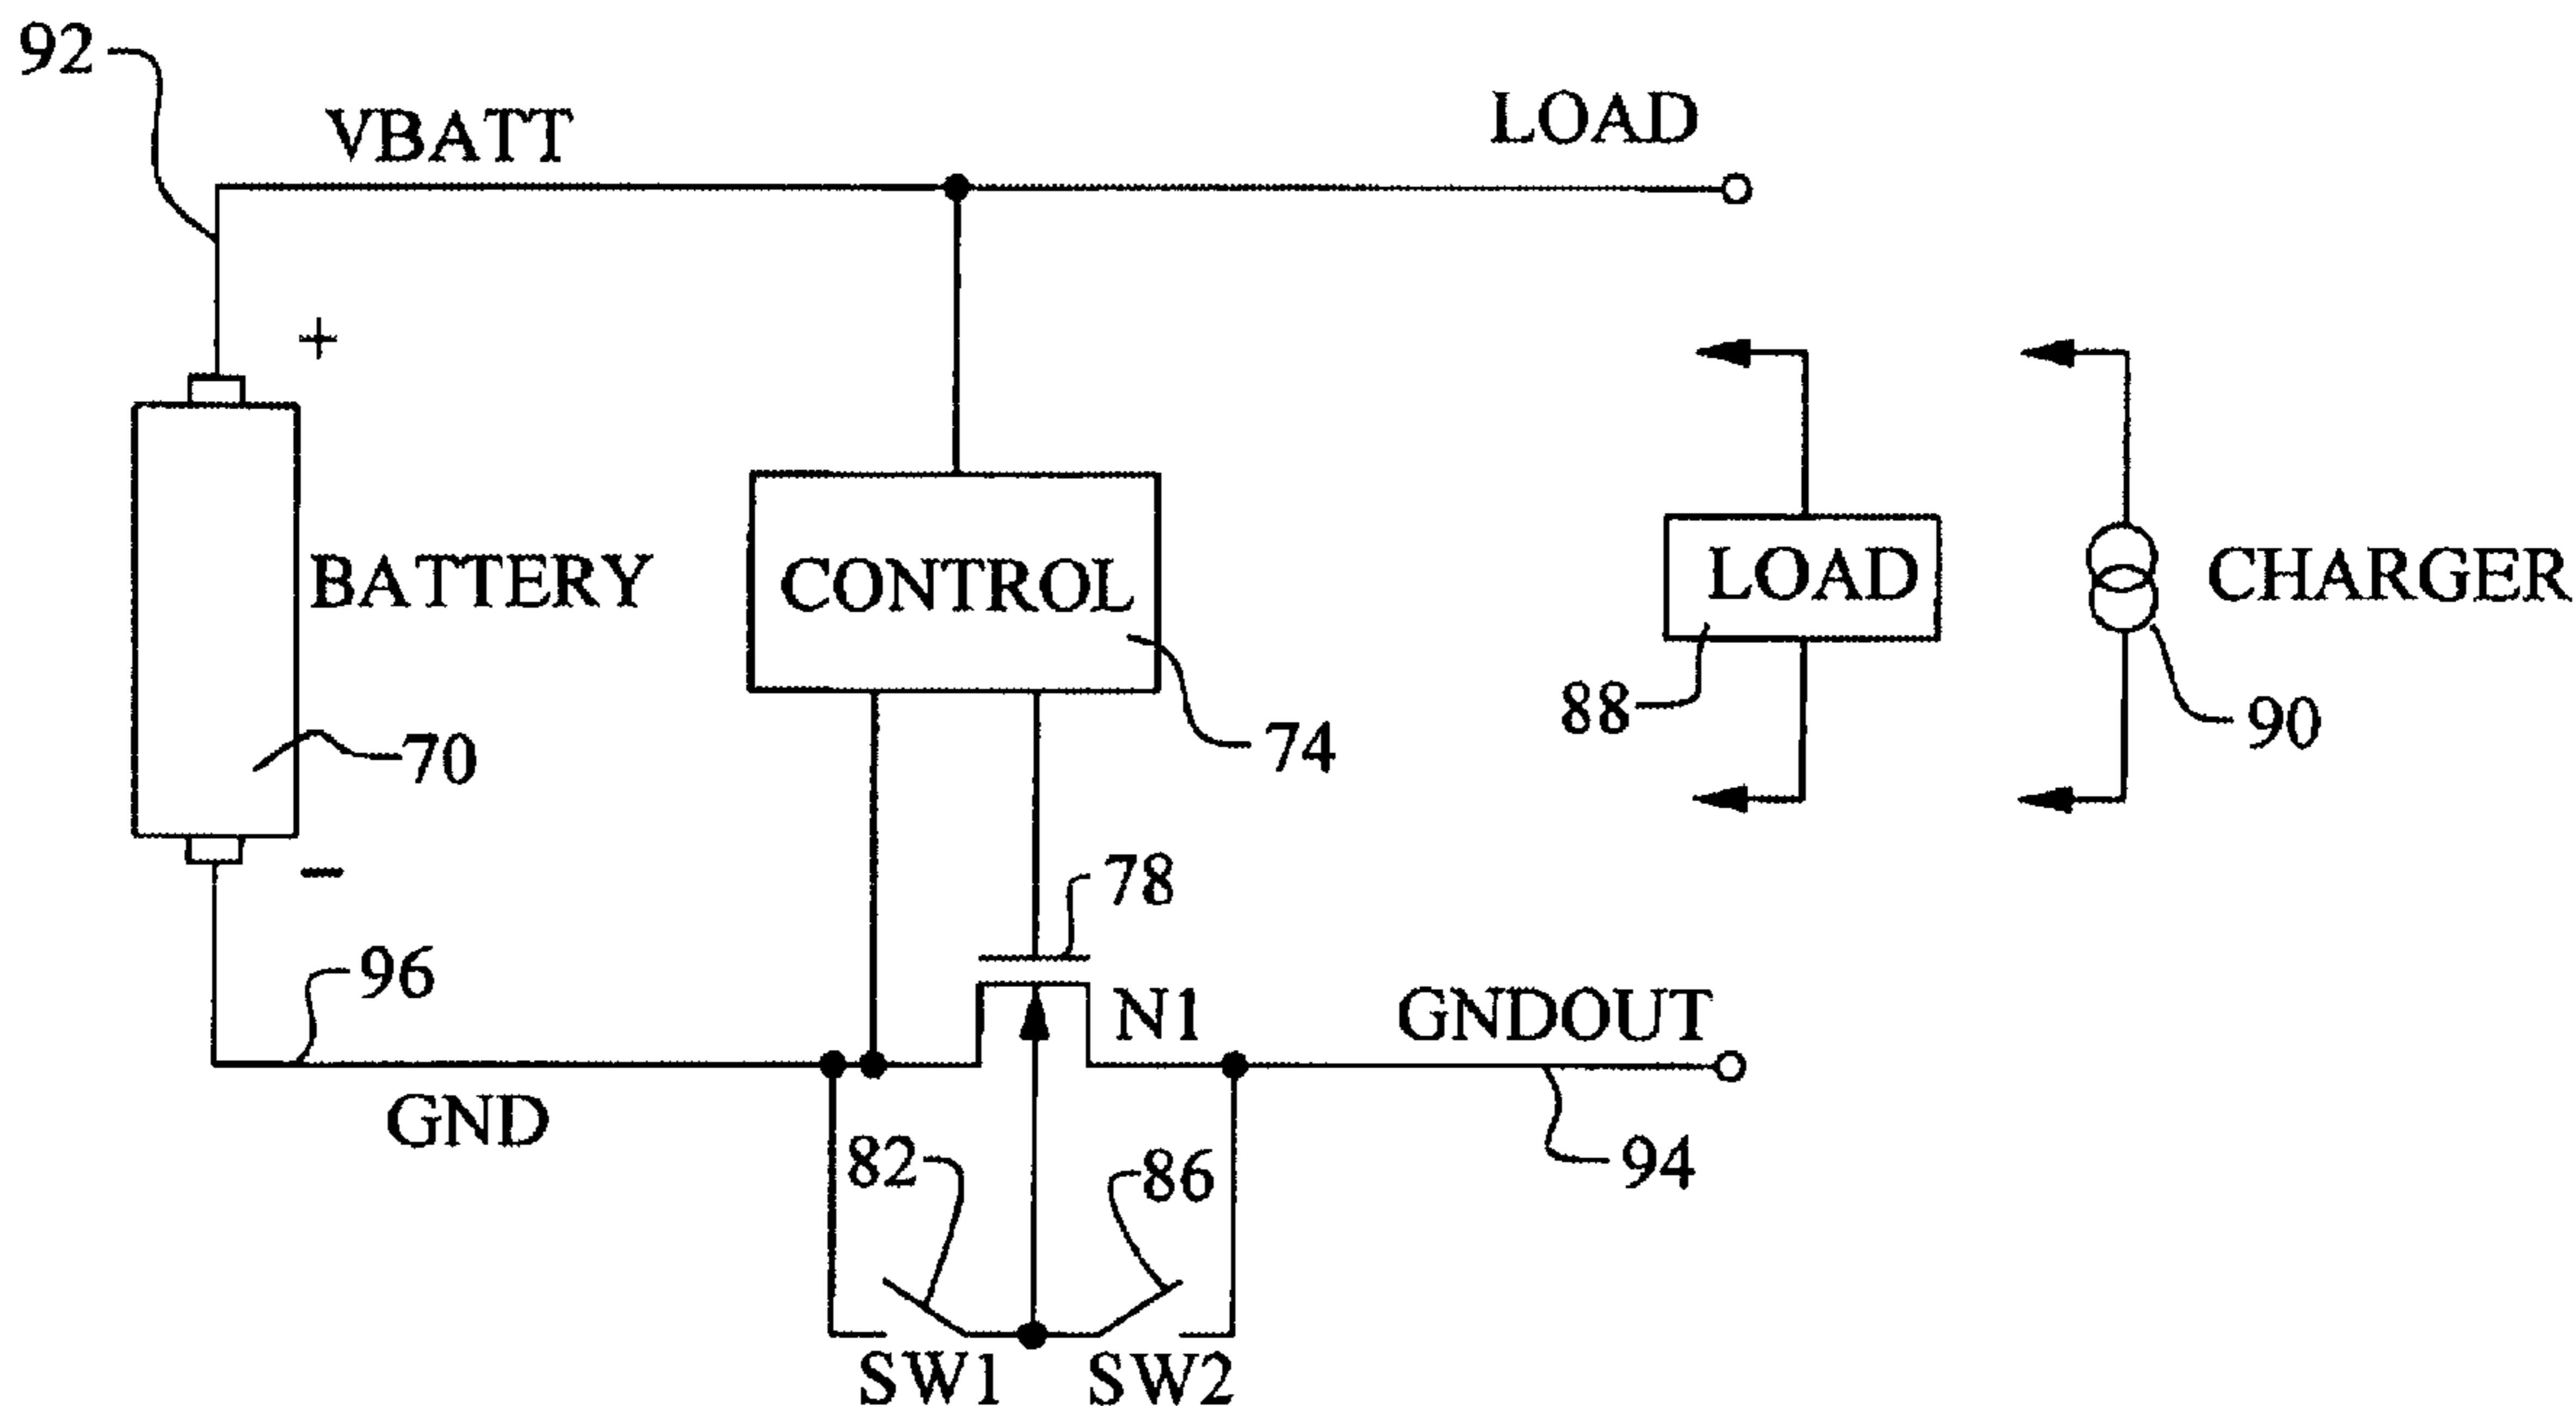 92
VBATT
LOAD
+
BATTERY
CONTROL
LOAD
CHARGER
70
74
88
90
−
78
96
N1
GNDOUT
GND
82
86
94
SW1
SW2